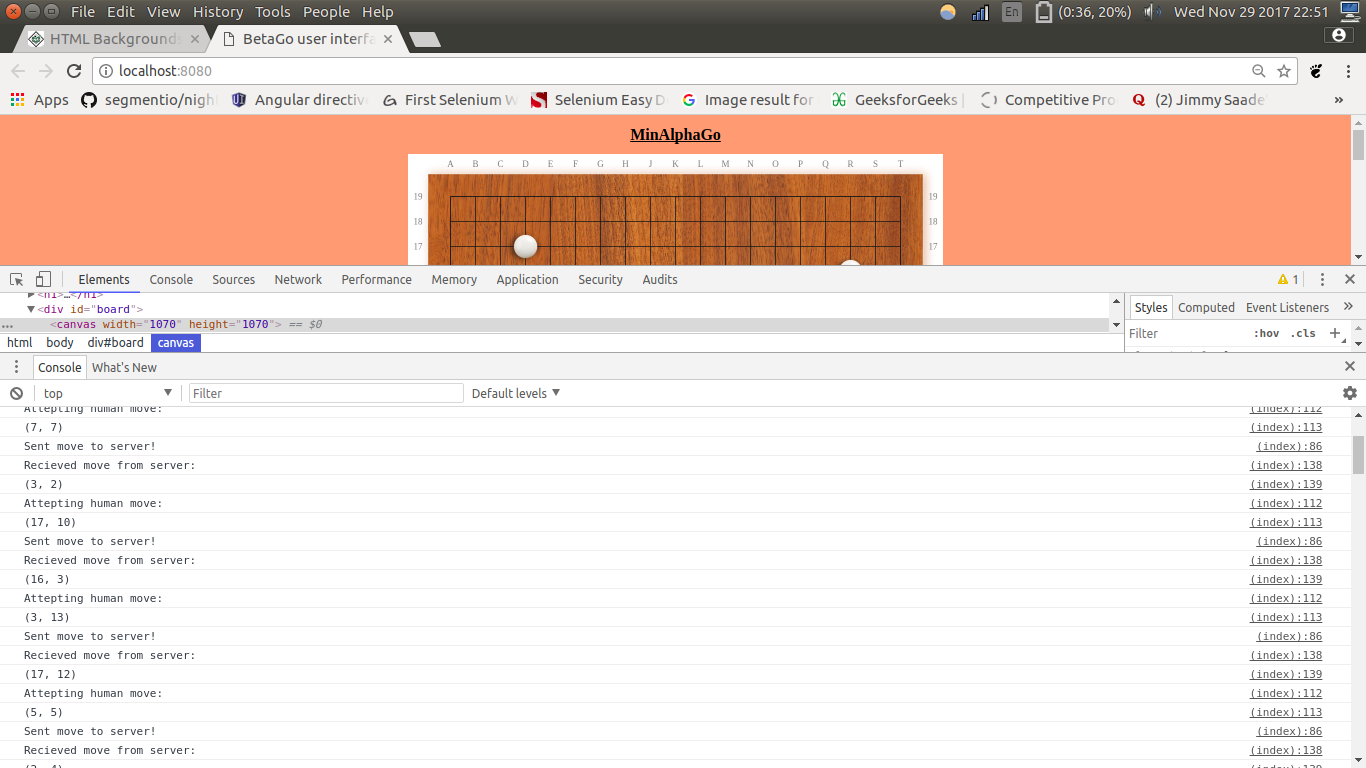 File Edit View History Tools People Help En (0:36, 20%) Wed Nov 29 2017 22:51
HTML Backgrounds BetaGo user interfa
localhost:8080
Apps segmentio/nigh Angular directiv First Selenium W Selenium Easy D Image result for GeeksforGeeks | Competitive Pro Q (2) Jimmy Saade' »
MinAlphaGo
A B C D E F G H J K L M N O P Q R S T
19 19
18 18
17 17
Elements Console Sources Network Performance Memory Application Security Audits 1
<hi>…</hi>
<div id="board"> Styles Computed Event Listeners »
… <canvas width="1070" height="1070"> == $0
Filter :hov .cls +
html body div#board canvas
Console What's New
top Filter Default levels
Attepting human move: (index):112
(7, 7) (index):113
Sent move to server! (index):86
Recieved move from server: (index):138
(3, 2) (index):139
Attepting human move: (index):112
(17, 10) (index):113
Sent move to server! (index):86
Recieved move from server: (index):138
(16, 3) (index):139
Attepting human move: (index):112
(3, 13) (index):113
Sent move to server! (index):86
Recieved move from server: (index):138
(17, 12) (index):139
Attepting human move: (index):112
(5, 5) (index):113
Sent move to server! (index):86
Recieved move from server: (index):138
(index):139